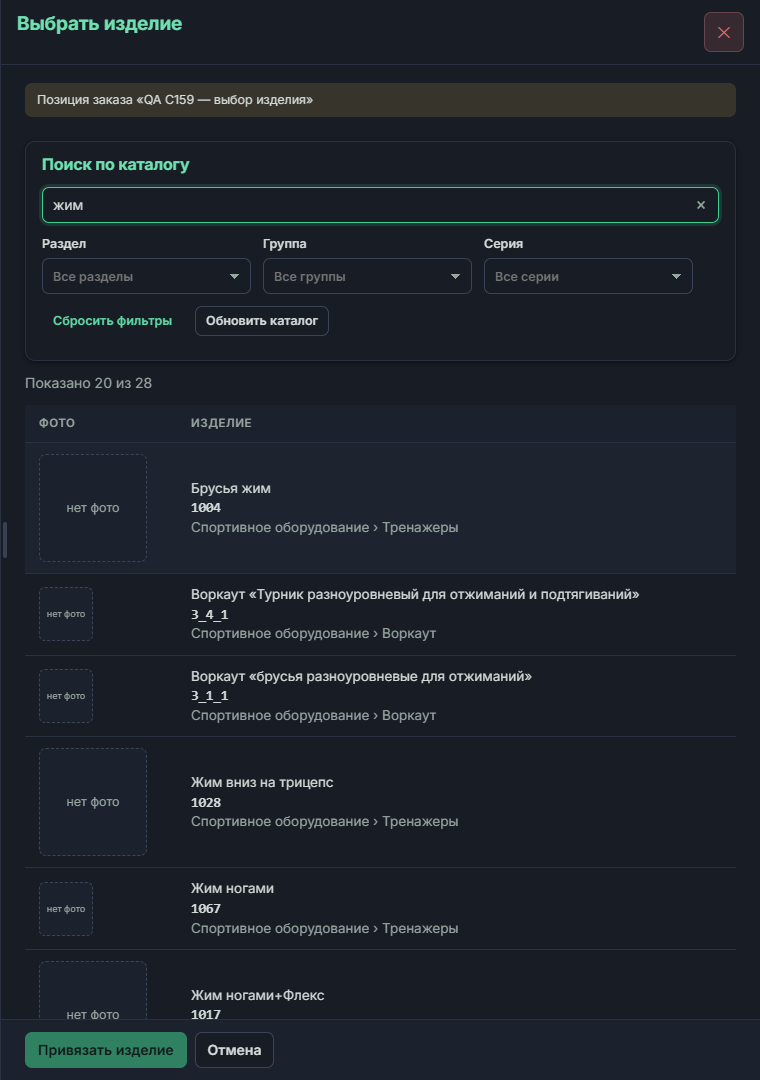 Выбрать изделие
Позиция заказа «QA C159 — выбор изделия»
Поиск по каталогу
жим
Раздел Группа Серия
Все разделы Все группы Все серии
Сбросить фильтры Обновить каталог
Показано 20 из 28
ФОТО ИЗДЕЛИЕ
нет фото
Брусья жим
1004
Спортивное оборудование › Тренажеры
нет фото
Воркаут «Турник разноуровневый для отжиманий и подтягиваний»
3_4_1
Спортивное оборудование › Воркаут
нет фото
Воркаут «брусья разноуровневые для отжиманий»
3_1_1
Спортивное оборудование › Воркаут
нет фото
Жим вниз на трицепс
1028
Спортивное оборудование › Тренажеры
нет фото
Жим ногами
1067
Спортивное оборудование › Тренажеры
нет фото
Жим ногами+Флекс
1017
Привязать изделие Отмена